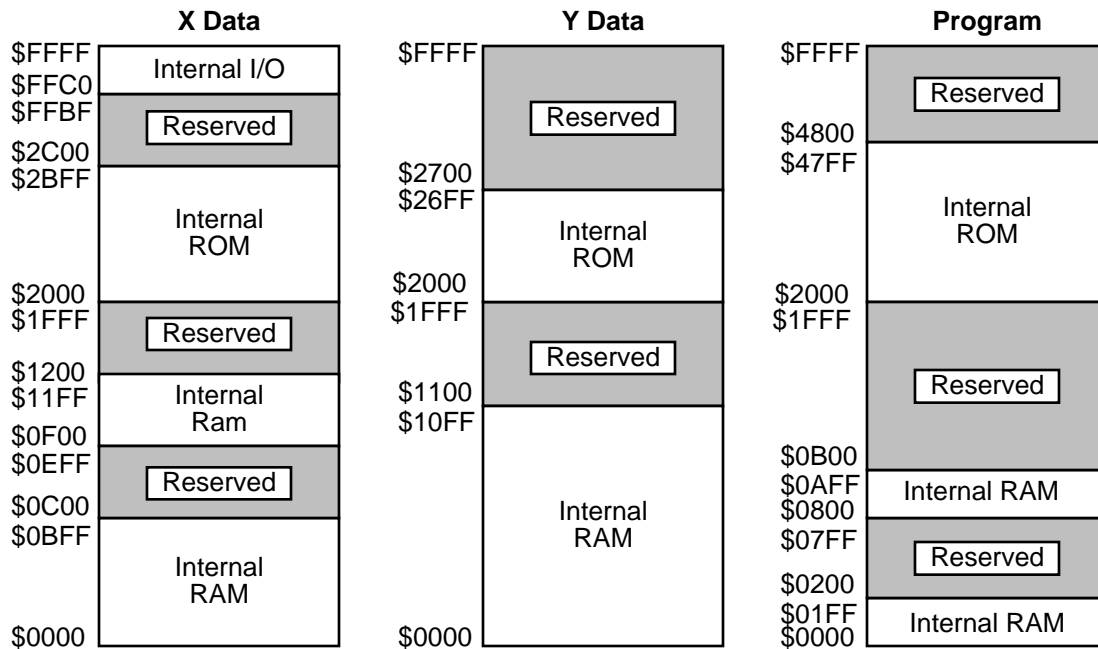 X Data
$FFFF
Internal I/O
$FFC0
$FFBF
Reserved
$2C00
$2BFF
Internal
ROM
$2000
$1FFF
Reserved
$1200
$11FF
Internal
Ram
$0F00
$0EFF
Reserved
$0C00
$0BFF
Internal
RAM
$0000
Y Data
$FFFF
Reserved
$2700
$26FF
Internal
ROM
$2000
$1FFF
Reserved
$1100
$10FF
Internal
RAM
$0000
Program
$FFFF
Reserved
$4800
$47FF
Internal
ROM
$2000
$1FFF
Reserved
$0B00
$0AFF
Internal RAM
$0800
$07FF
Reserved
$0200
$01FF
Internal RAM
$0000